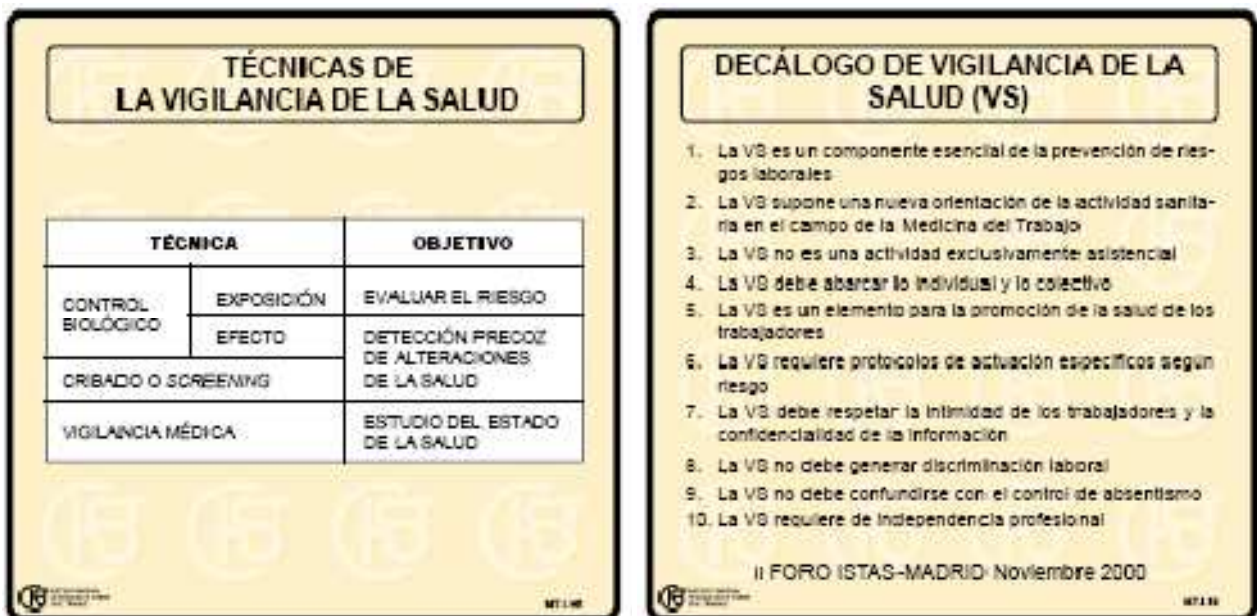 TÉCNICAS DE
LA VIGILANCIA DE LA SALUD
TÉCNICA
OBJETIVO
CONTROL
BIOLÓGICO
EXPOSICIÓN
EVALUAR EL RIESGO
EFECTO
DETECCIÓN PRECOZ
DE ALTERACIONES
DE LA SALUD
CRIBADO O SCREENING
VIGILANCIA MÉDICA
ESTUDIO DEL ESTADO
DE LA SALUD
DECÁLOGO DE VIGILANCIA DE LA
SALUD (VS)
1. La VS es un componente esencial de la prevención de ries-
gos laborales
2. La VS supone una nueva orientación de la actividad sanita-
ria en el campo de la Medicina del Trabajo
3. La VS no es una actividad exclusivamente asistencial
4. La VS debe abarcar lo individual y lo colectivo
5. La VS es un elemento para la promoción de la salud de los
trabajadores
6. La VS requiere protocolos de actuación específicos según
riesgo
7. La VS debe respetar la intimidad de los trabajadores y la
confidencialidad de la información
8. La VS no debe generar discriminación laboral
9. La VS no debe confundirse con el control de absentismo
10. La VS requiere de independencia profesional
II FORO ISTAS-MADRID Noviembre 2000